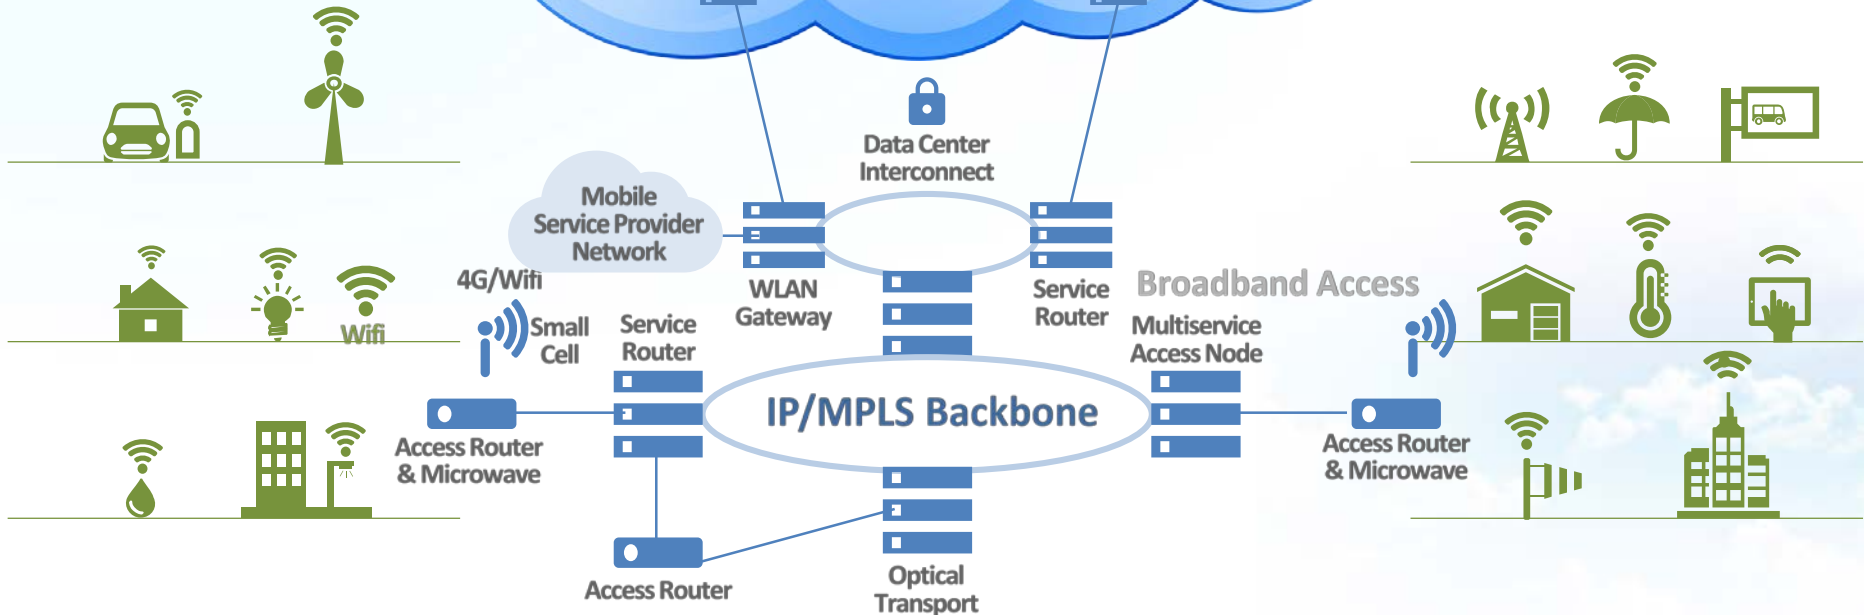 Data Center
Interconnect
Mobile
Service Provider
Network
4G/Wifi
WLAN
Gateway
Service
Router
Broadband Access
Wifi
Small
Cell
Service
Router
Multiservice
Access Node
IP/MPLS Backbone
Access Router
& Microwave
Access Router
& Microwave
Access Router
Optical
Transport